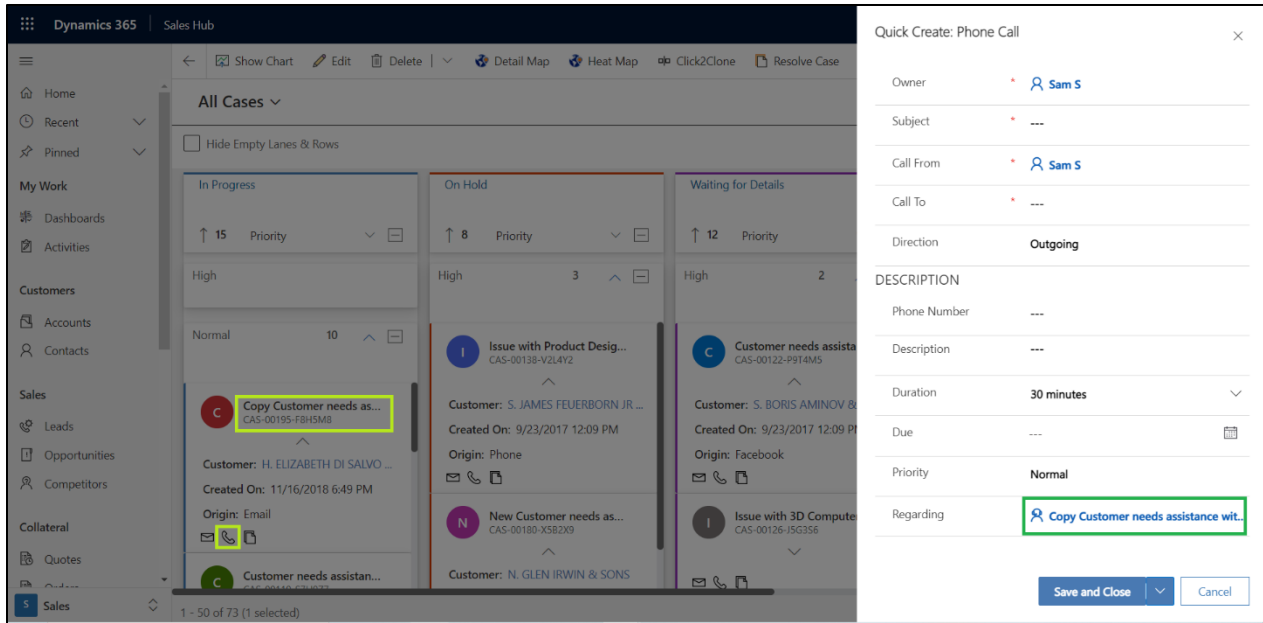 Dynamics 365
Sales Hub
Show Chart Edit Delete Detail Map Heat Map Click2Clone Resolve Case
Home
Recent
Pinned
My Work
Dashboards
Activities
Customers
Accounts
Contacts
Sales
Leads
Opportunities
Competitors
Collateral
Quotes
S Sales
All Cases
Hide Empty Lanes & Rows
In Progress
↑ 15 Priority
High
Normal 10
C
Copy Customer needs as...
CAS-00195-F8H5M8
Customer: H. ELIZABETH DI SALVO ...
Created On: 11/16/2018 6:49 PM
Origin: Email
C
Customer needs assistan...
On Hold
↑ 8 Priority
High 3
I
Issue with Product Desig...
CAS-00138-V2L4Y2
Customer: S. JAMES FEUERBORN JR ...
Created On: 9/23/2017 12:09 PM
Origin: Phone
N
New Customer needs as...
CAS-00180-X5B2X9
Customer: N. GLEN IRWIN & SONS
Waiting for Details
↑ 12 Priority
High 2
C
Customer needs assista
CAS-00122-P9T4M5
Customer: S. BORIS AMINOV &
Created On: 9/23/2017 12:09 P
Origin: Facebook
I
Issue with 3D Compute
CAS-00126-J5G3S6
1 - 50 of 73 (1 selected)
Quick Create: Phone Call
Owner * Sam S
Subject * ---
Call From * Sam S
Call To * ---
Direction Outgoing
DESCRIPTION
Phone Number ---
Description ---
Duration 30 minutes
Due ---
Priority Normal
Regarding Copy Customer needs assistance wit..
Save and Close Cancel